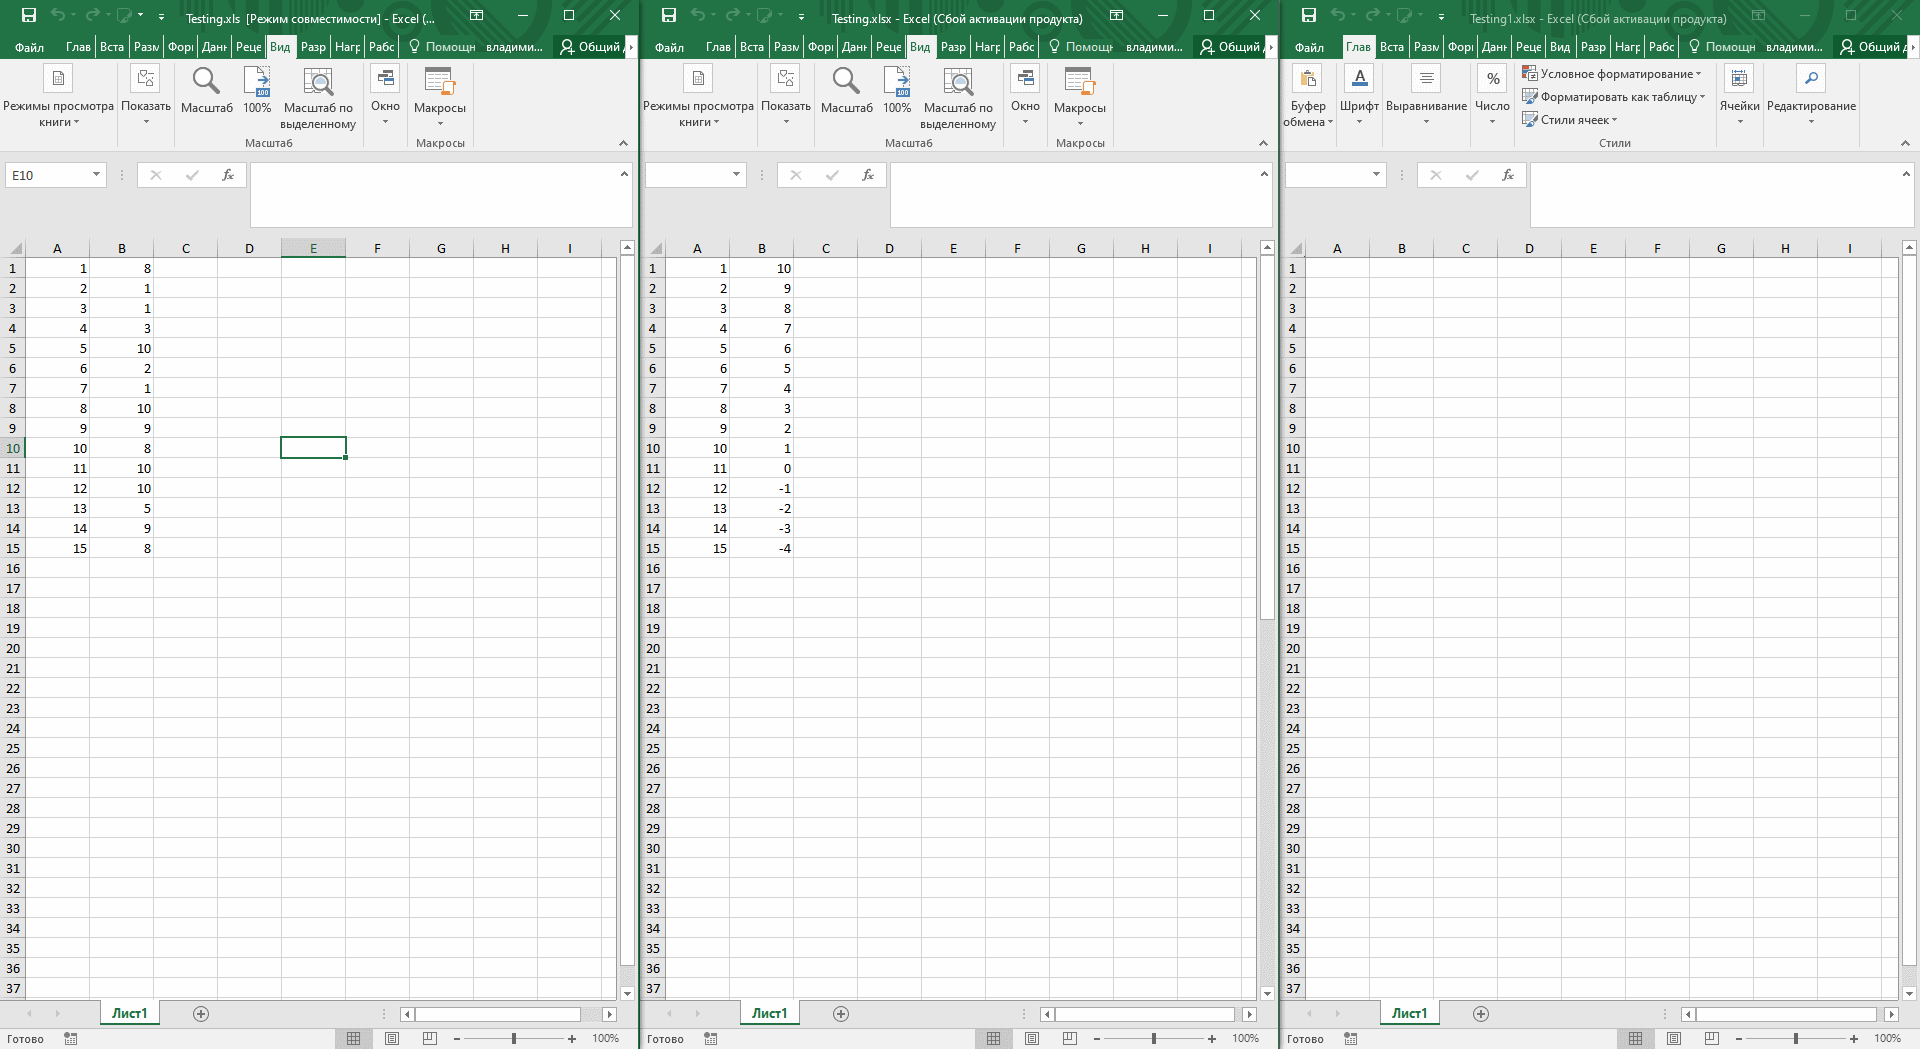 Testing.xls  [Режим совместимости] - Excel (...
Файл Глав Вста Разм Форм Данн Реце Вид Разр Нагр Рабс Помощн владими... Общий
Режимы просмотра книги Показать Масштаб 100% Масштаб по выделенному Окно Макросы
Масштаб Макросы
E10 fx
A B C D E F G H I
1 1 8
2 2 1
3 3 1
4 4 3
5 5 10
6 6 2
7 7 1
8 8 10
9 9 9
10 10 8
11 11 10
12 12 10
13 13 5
14 14 9
15 15 8
16
17
18
19
20
21
22
23
24
25
26
27
28
29
30
31
32
33
34
35
36
37
Лист1
Готово 100%
Testing.xlsx - Excel (Сбой активации продукта)
Файл Глав Вста Разм Форм Данн Реце Вид Разр Нагр Рабс Помощн владими... Общий
Режимы просмотра книги Показать Масштаб 100% Масштаб по выделенному Окно Макросы
Масштаб Макросы
fx
A B C D E F G H I
1 1 10
2 2 9
3 3 8
4 4 7
5 5 6
6 6 5
7 7 4
8 8 3
9 9 2
10 10 1
11 11 0
12 12 -1
13 13 -2
14 14 -3
15 15 -4
16
17
18
19
20
21
22
23
24
25
26
27
28
29
30
31
32
33
34
35
36
37
Лист1
Готово 100%
Testing1.xlsx - Excel (Сбой активации продукта)
Файл Глав Вста Разм Форм Данн Реце Вид Разр Нагр Рабс Помощн владими... Общий
Буфер обмена Шрифт Выравнивание Число Условное форматирование Ячейки Редактирование
Форматировать как таблицу
Стили ячеек
Стили
fx
A B C D E F G H I
1
2
3
4
5
6
7
8
9
10
11
12
13
14
15
16
17
18
19
20
21
22
23
24
25
26
27
28
29
30
31
32
33
34
35
36
37
Лист1
Готово 100%